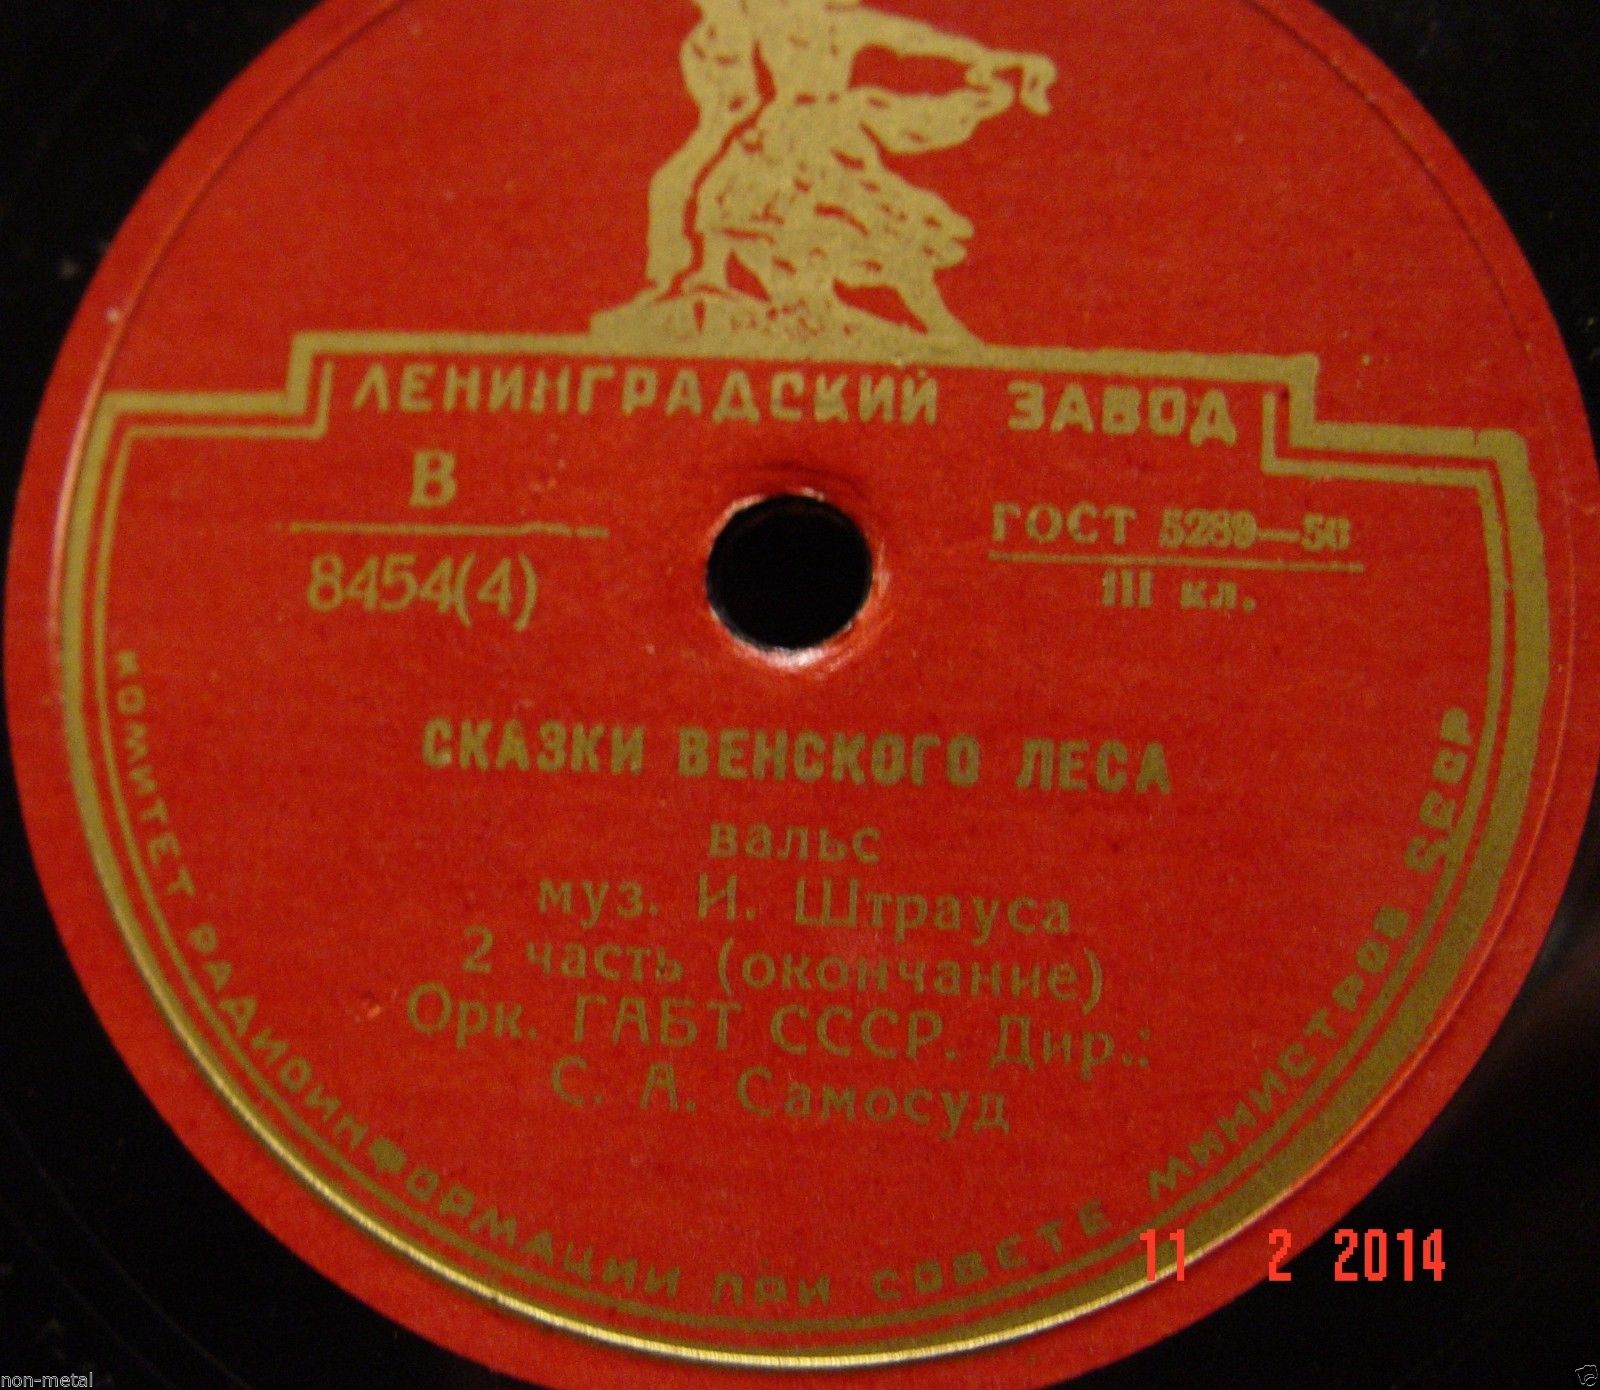 ЛЕНИНГРАДСКИЙ ЗАВОД
В
8454(4)
ГОСТ 5289—56
III кл.
СКАЗКИ ВЕНСКОГО ЛЕСА
вальс
муз. И. Штрауса
2 часть (окончание)
Орк. ГАБТ СССР. Дир.:
С. А. Самосуд
КОМИТЕТ РАДИОИНФОРМАЦИИ ПРИ СОВЕТЕ МИНИСТРОВ СССР
11 2 2014
non-metal